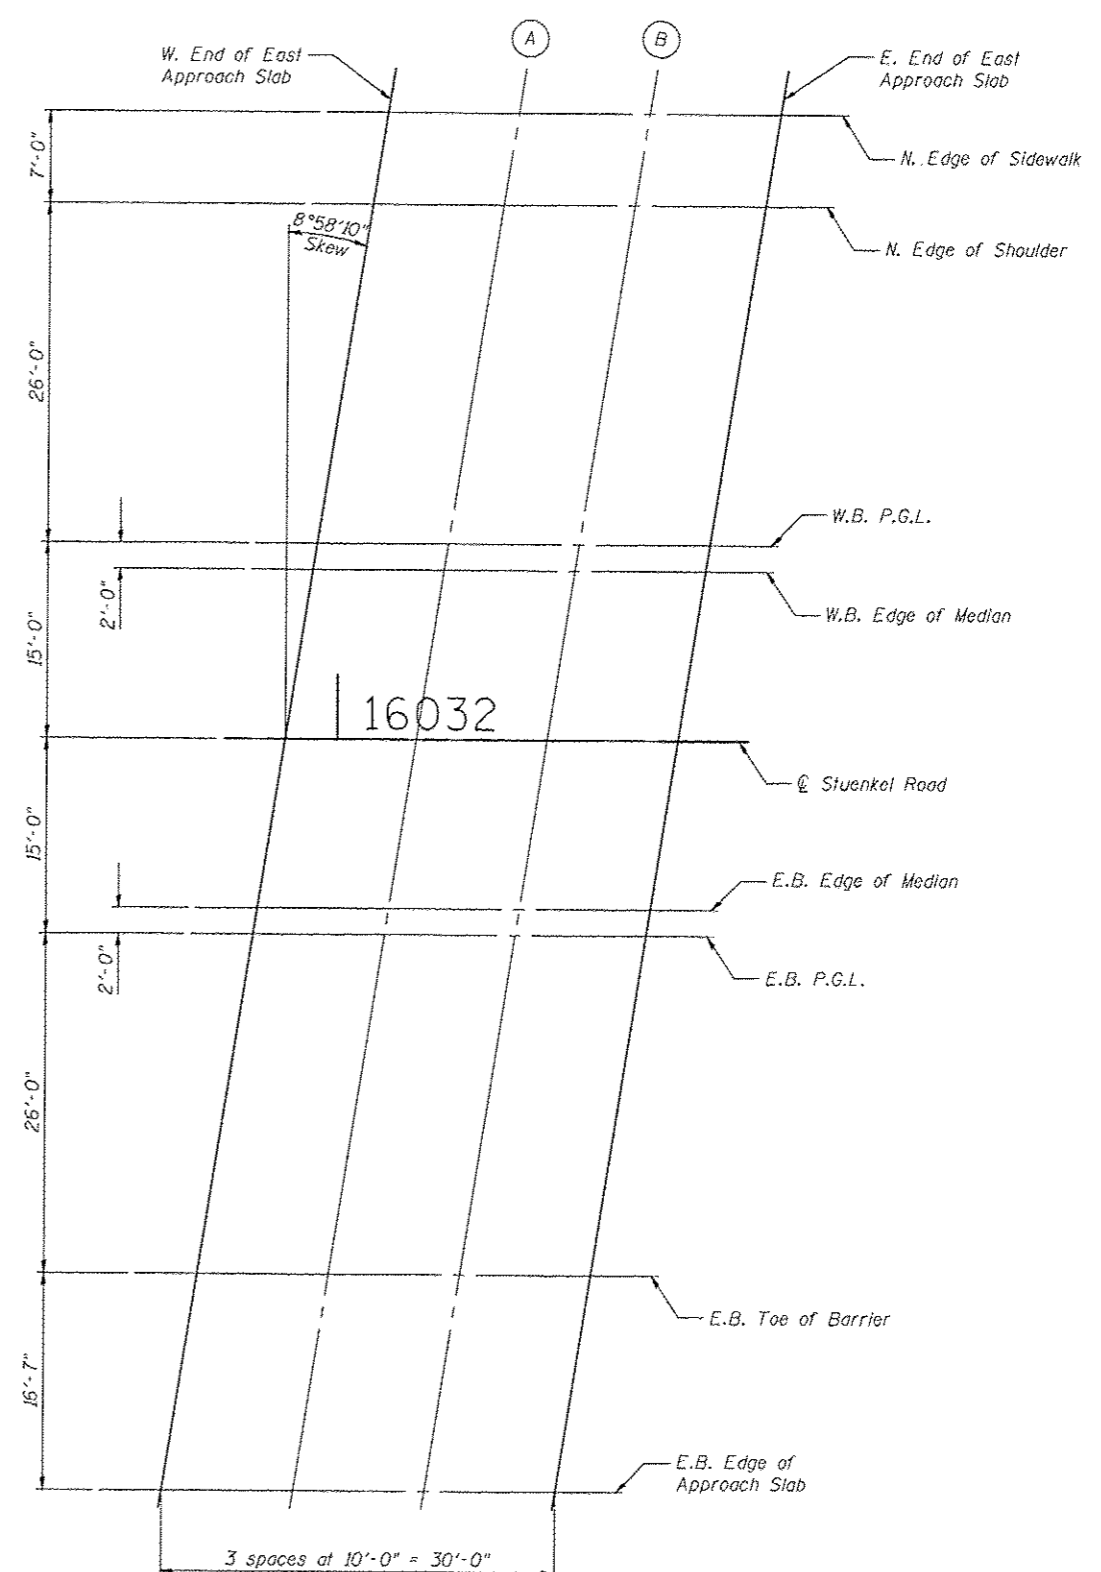 A
B
W. End of East
Approach Slab
E. End of East
Approach Slab
7'-0"
N. Edge of Sidewalk
8°58'10"
Skew
N. Edge of Shoulder
26'-0"
W.B. P.G.L.
2'-0"
W.B. Edge of Median
15'-0"
16032
℄ Stuenkel Road
15'-0"
E.B. Edge of Median
2'-0"
E.B. P.G.L.
26'-0"
E.B. Toe of Barrier
16'-7"
E.B. Edge of
Approach Slab
3 spaces at 10'-0" = 30'-0"